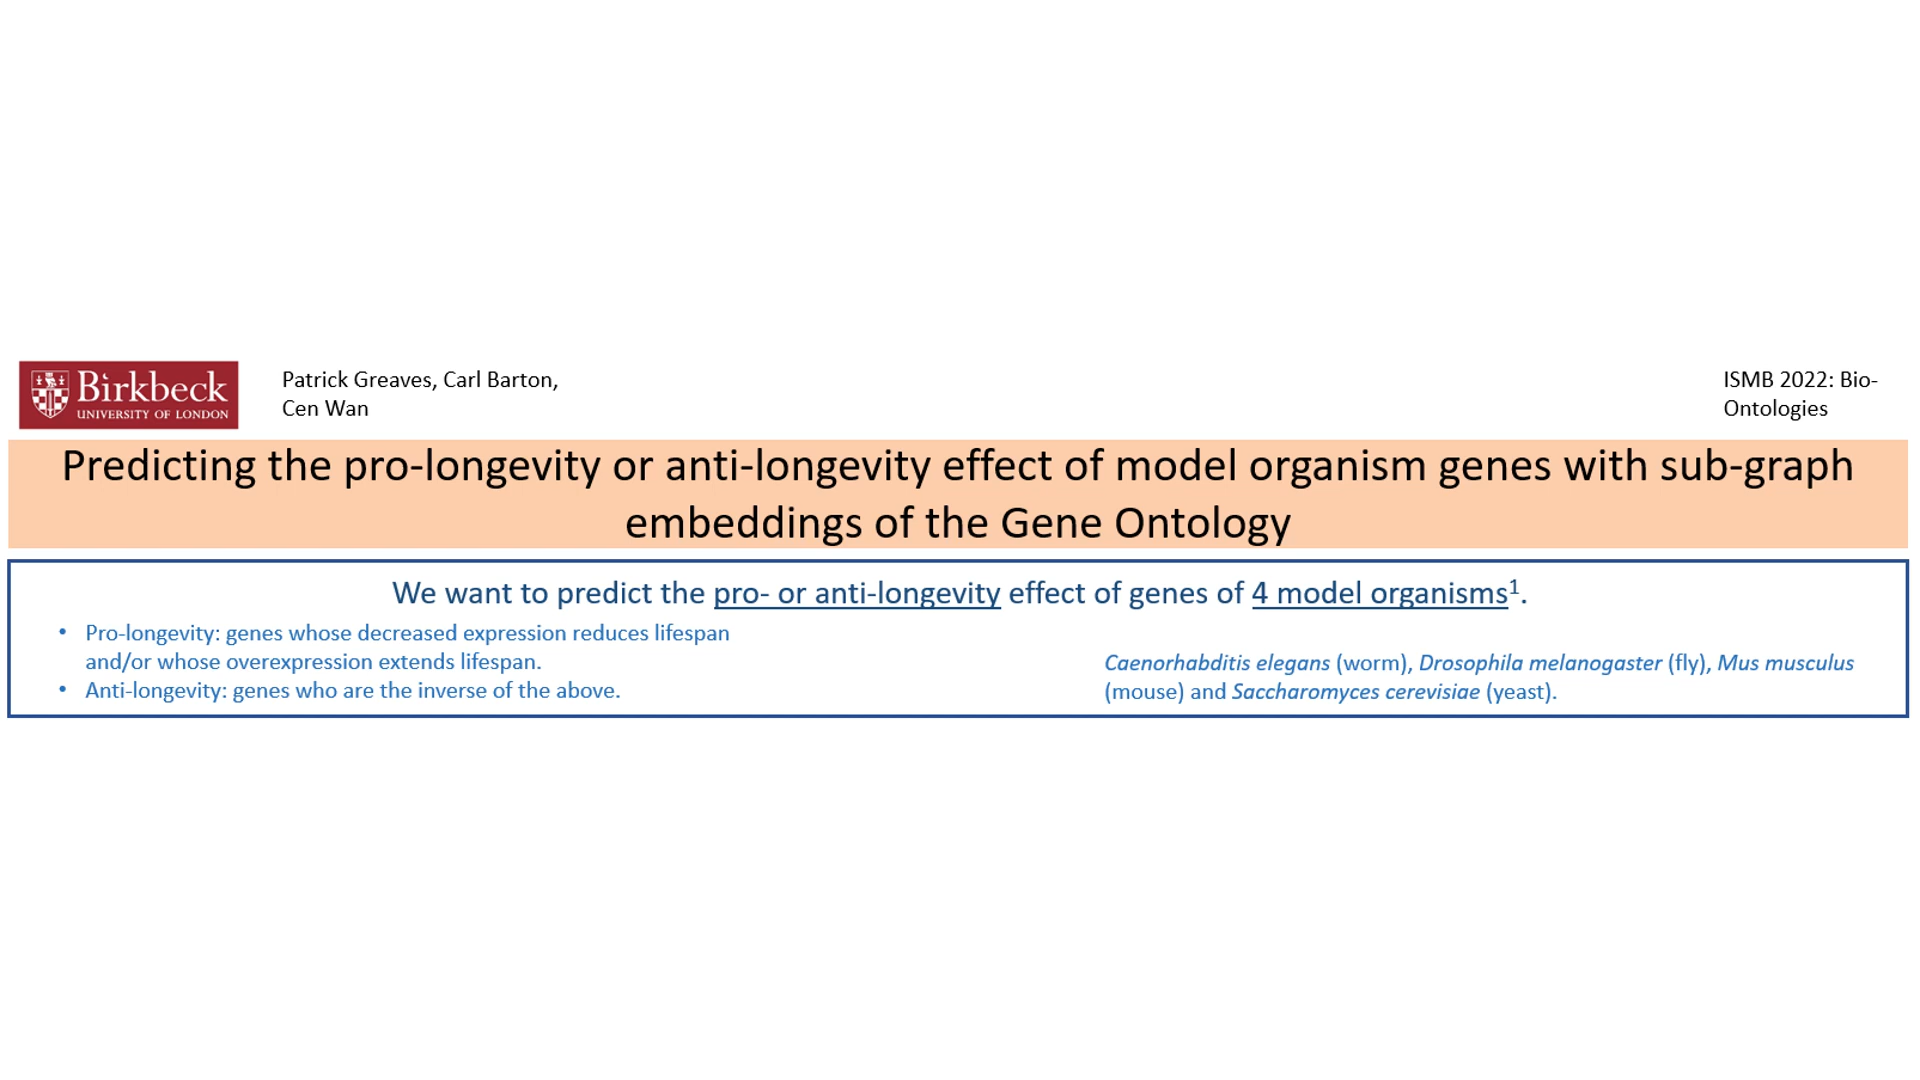 Birkbeck
UNIVERSITY OF LONDON
Patrick Greaves, Carl Barton,
Cen Wan
ISMB 2022: Bio-
Ontologies
Predicting the pro-longevity or anti-longevity effect of model organism genes with sub-graph
embeddings of the Gene Ontology
We want to predict the pro- or anti-longevity effect of genes of 4 model organisms¹.
• Pro-longevity: genes whose decreased expression reduces lifespan
and/or whose overexpression extends lifespan.
• Anti-longevity: genes who are the inverse of the above.
Caenorhabditis elegans (worm), Drosophila melanogaster (fly), Mus musculus
(mouse) and Saccharomyces cerevisiae (yeast).